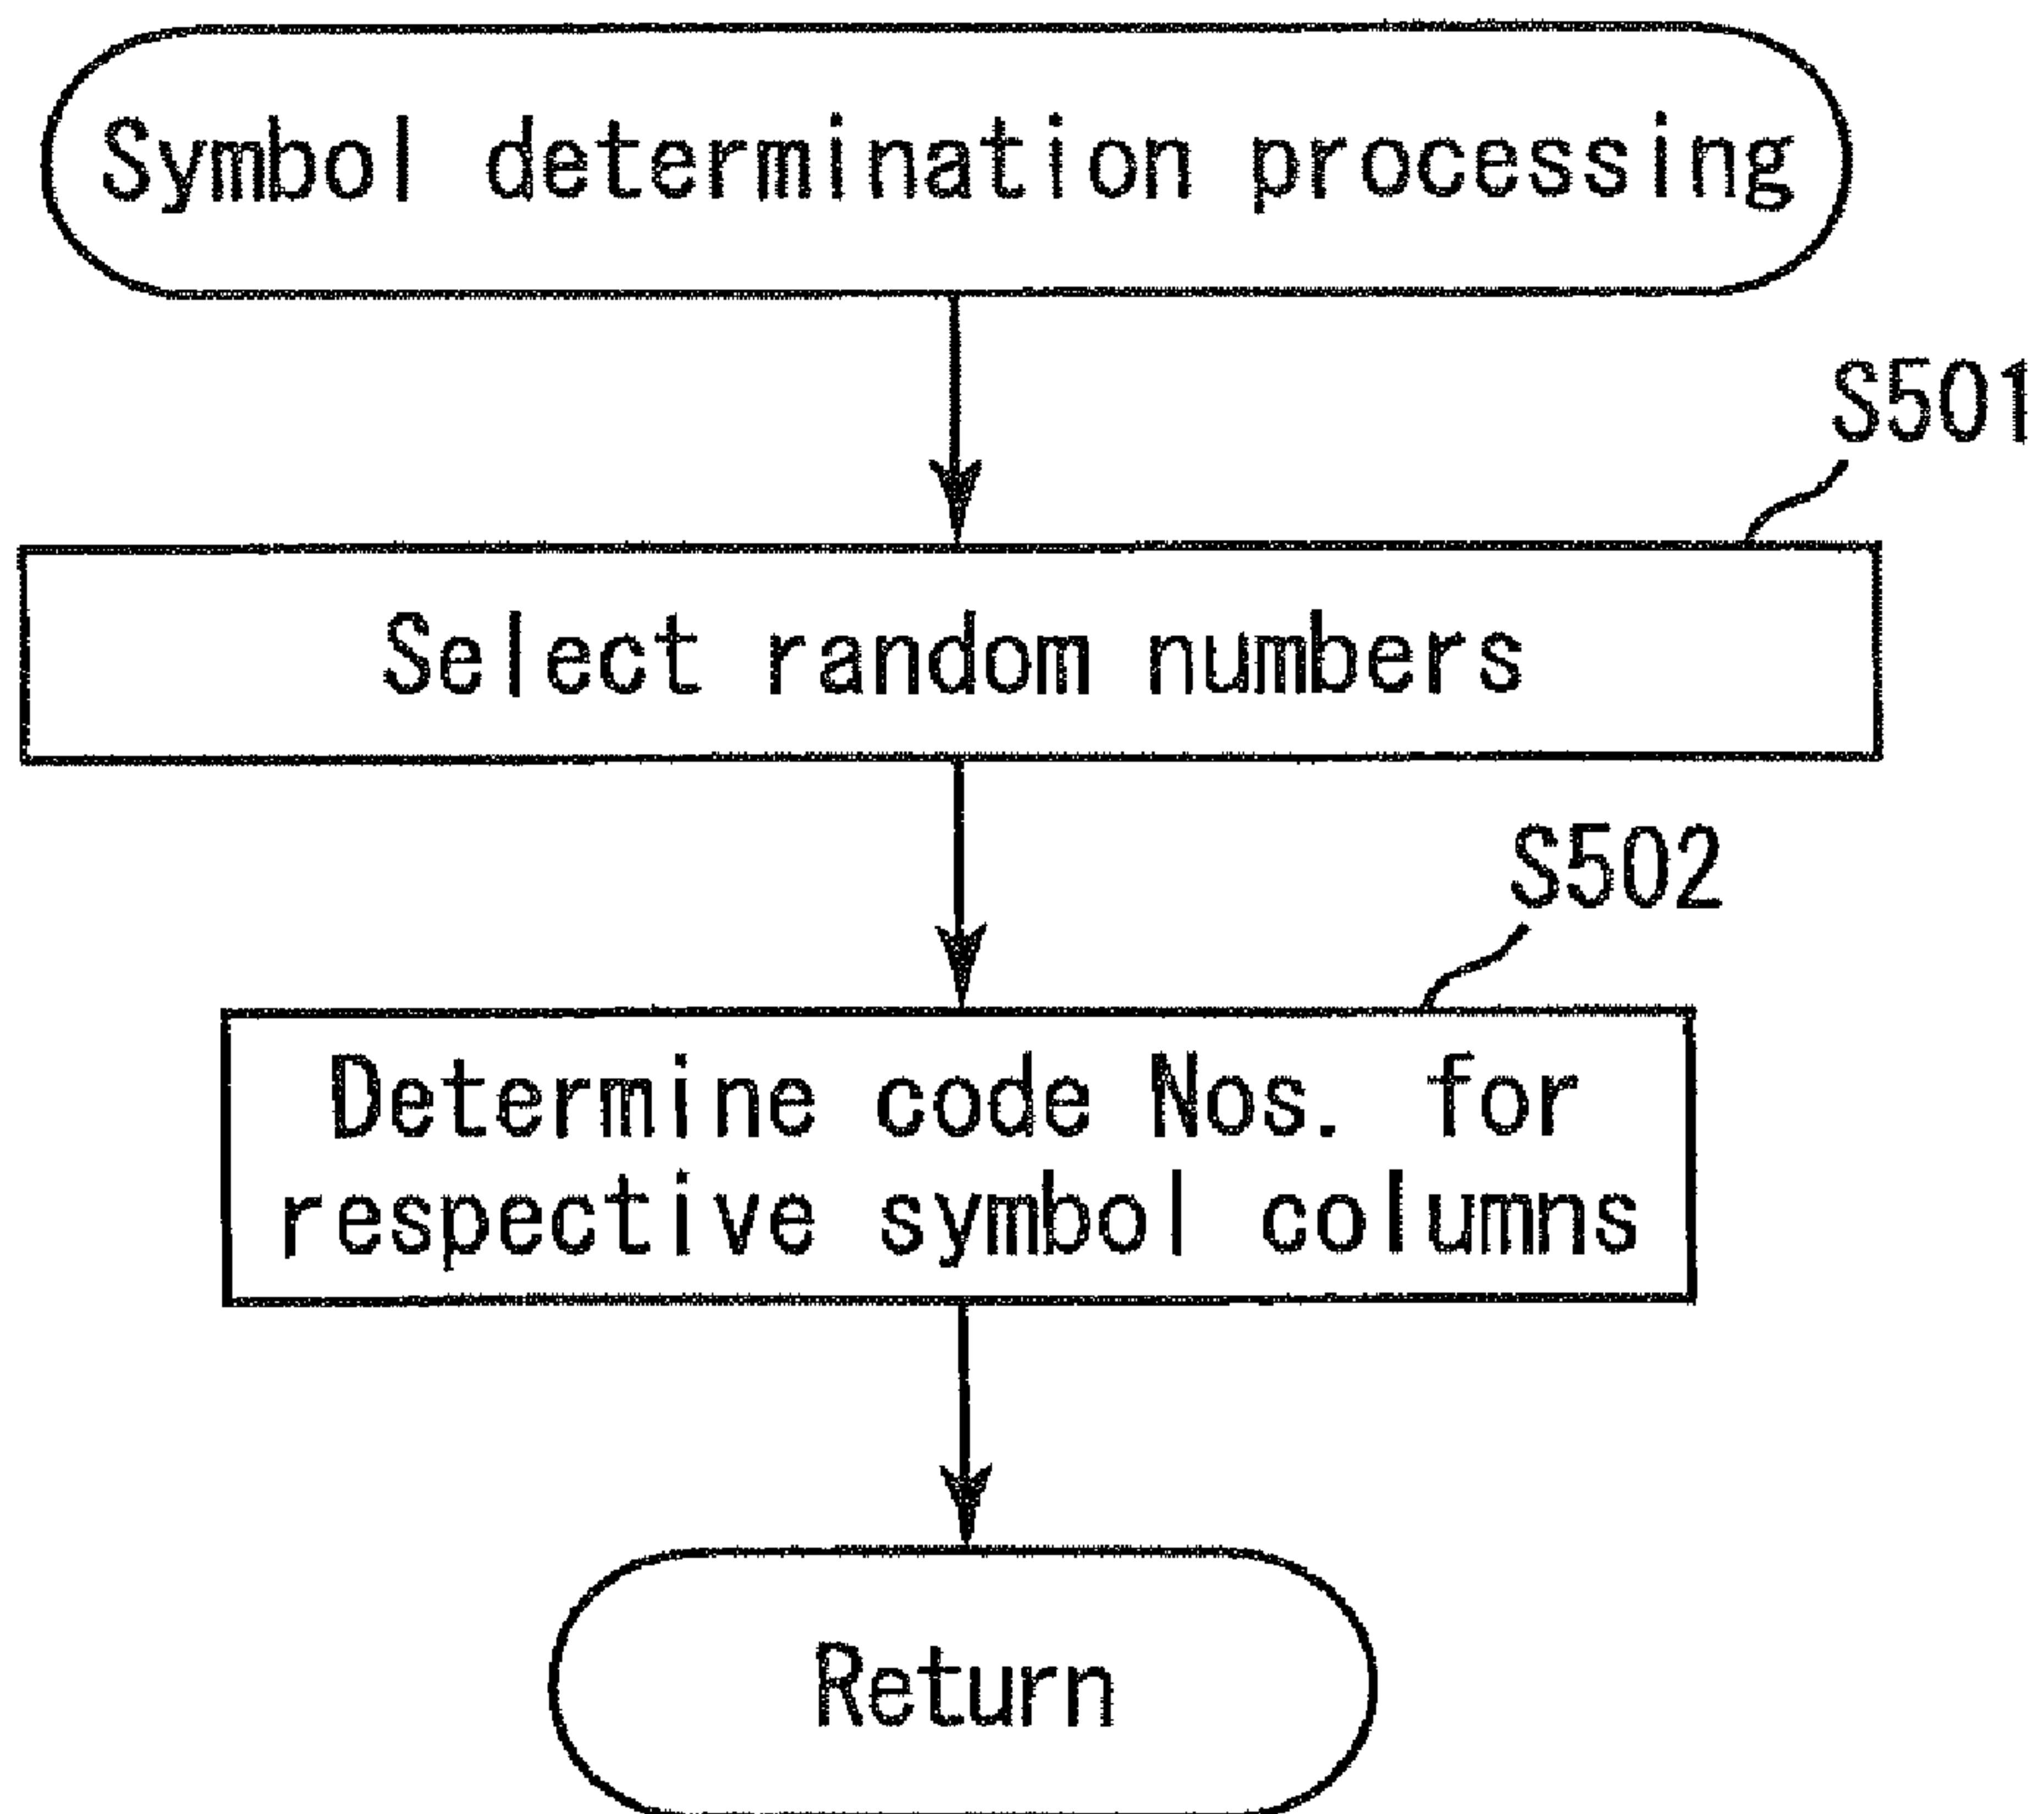 Symbol determination processing
S501
Select random numbers
S502
Determine code Nos. for
respective symbol columns
Return